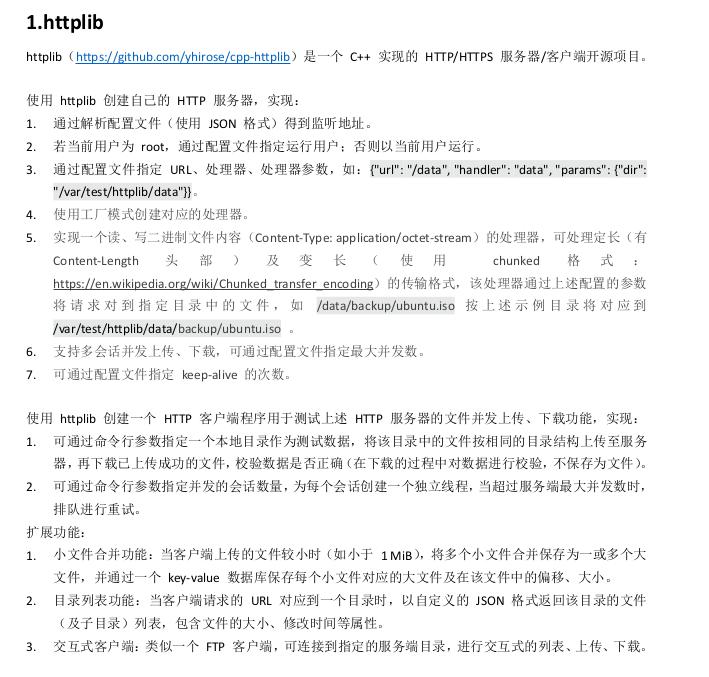 1.httplib
httplib（https://github.com/yhirose/cpp-httplib）是一个 C++ 实现的 HTTP/HTTPS 服务器/客户端开源项目。
使用 httplib 创建自己的 HTTP 服务器，实现：
1. 通过解析配置文件（使用 JSON 格式）得到监听地址。
2. 若当前用户为 root，通过配置文件指定运行用户；否则以当前用户运行。
3. 通过配置文件指定 URL、处理器、处理器参数，如：{"url": "/data", "handler": "data", "params": {"dir":
"/var/test/httplib/data"}}。
4. 使用工厂模式创建对应的处理器。
5. 实现一个读、写二进制文件内容（Content-Type: application/octet-stream）的处理器，可处理定长（有
Content-Length 头部）及变长（使用 chunked 格式：
https://en.wikipedia.org/wiki/Chunked_transfer_encoding）的传输格式，该处理器通过上述配置的参数
将请求对到指定目录中的文件，如 /data/backup/ubuntu.iso 按上述示例目录将对应到
/var/test/httplib/data/backup/ubuntu.iso 。
6. 支持多会话并发上传、下载，可通过配置文件指定最大并发数。
7. 可通过配置文件指定 keep-alive 的次数。
使用 httplib 创建一个 HTTP 客户端程序用于测试上述 HTTP 服务器的文件并发上传、下载功能，实现：
1. 可通过命令行参数指定一个本地目录作为测试数据，将该目录中的文件按相同的目录结构上传至服务
器，再下载已上传成功的文件，校验数据是否正确（在下载的过程中对数据进行校验，不保存为文件）。
2. 可通过命令行参数指定并发的会话数量，为每个会话创建一个独立线程，当超过服务端最大并发数时，
排队进行重试。
扩展功能：
1. 小文件合并功能：当客户端上传的文件较小时（如小于 1 MiB），将多个小文件合并保存为一或多个大
文件，并通过一个 key-value 数据库保存每个小文件对应的大文件及在该文件中的偏移、大小。
2. 目录列表功能：当客户端请求的 URL 对应到一个目录时，以自定义的 JSON 格式返回该目录的文件
（及子目录）列表，包含文件的大小、修改时间等属性。
3. 交互式客户端：类似一个 FTP 客户端，可连接到指定的服务端目录，进行交互式的列表、上传、下载。